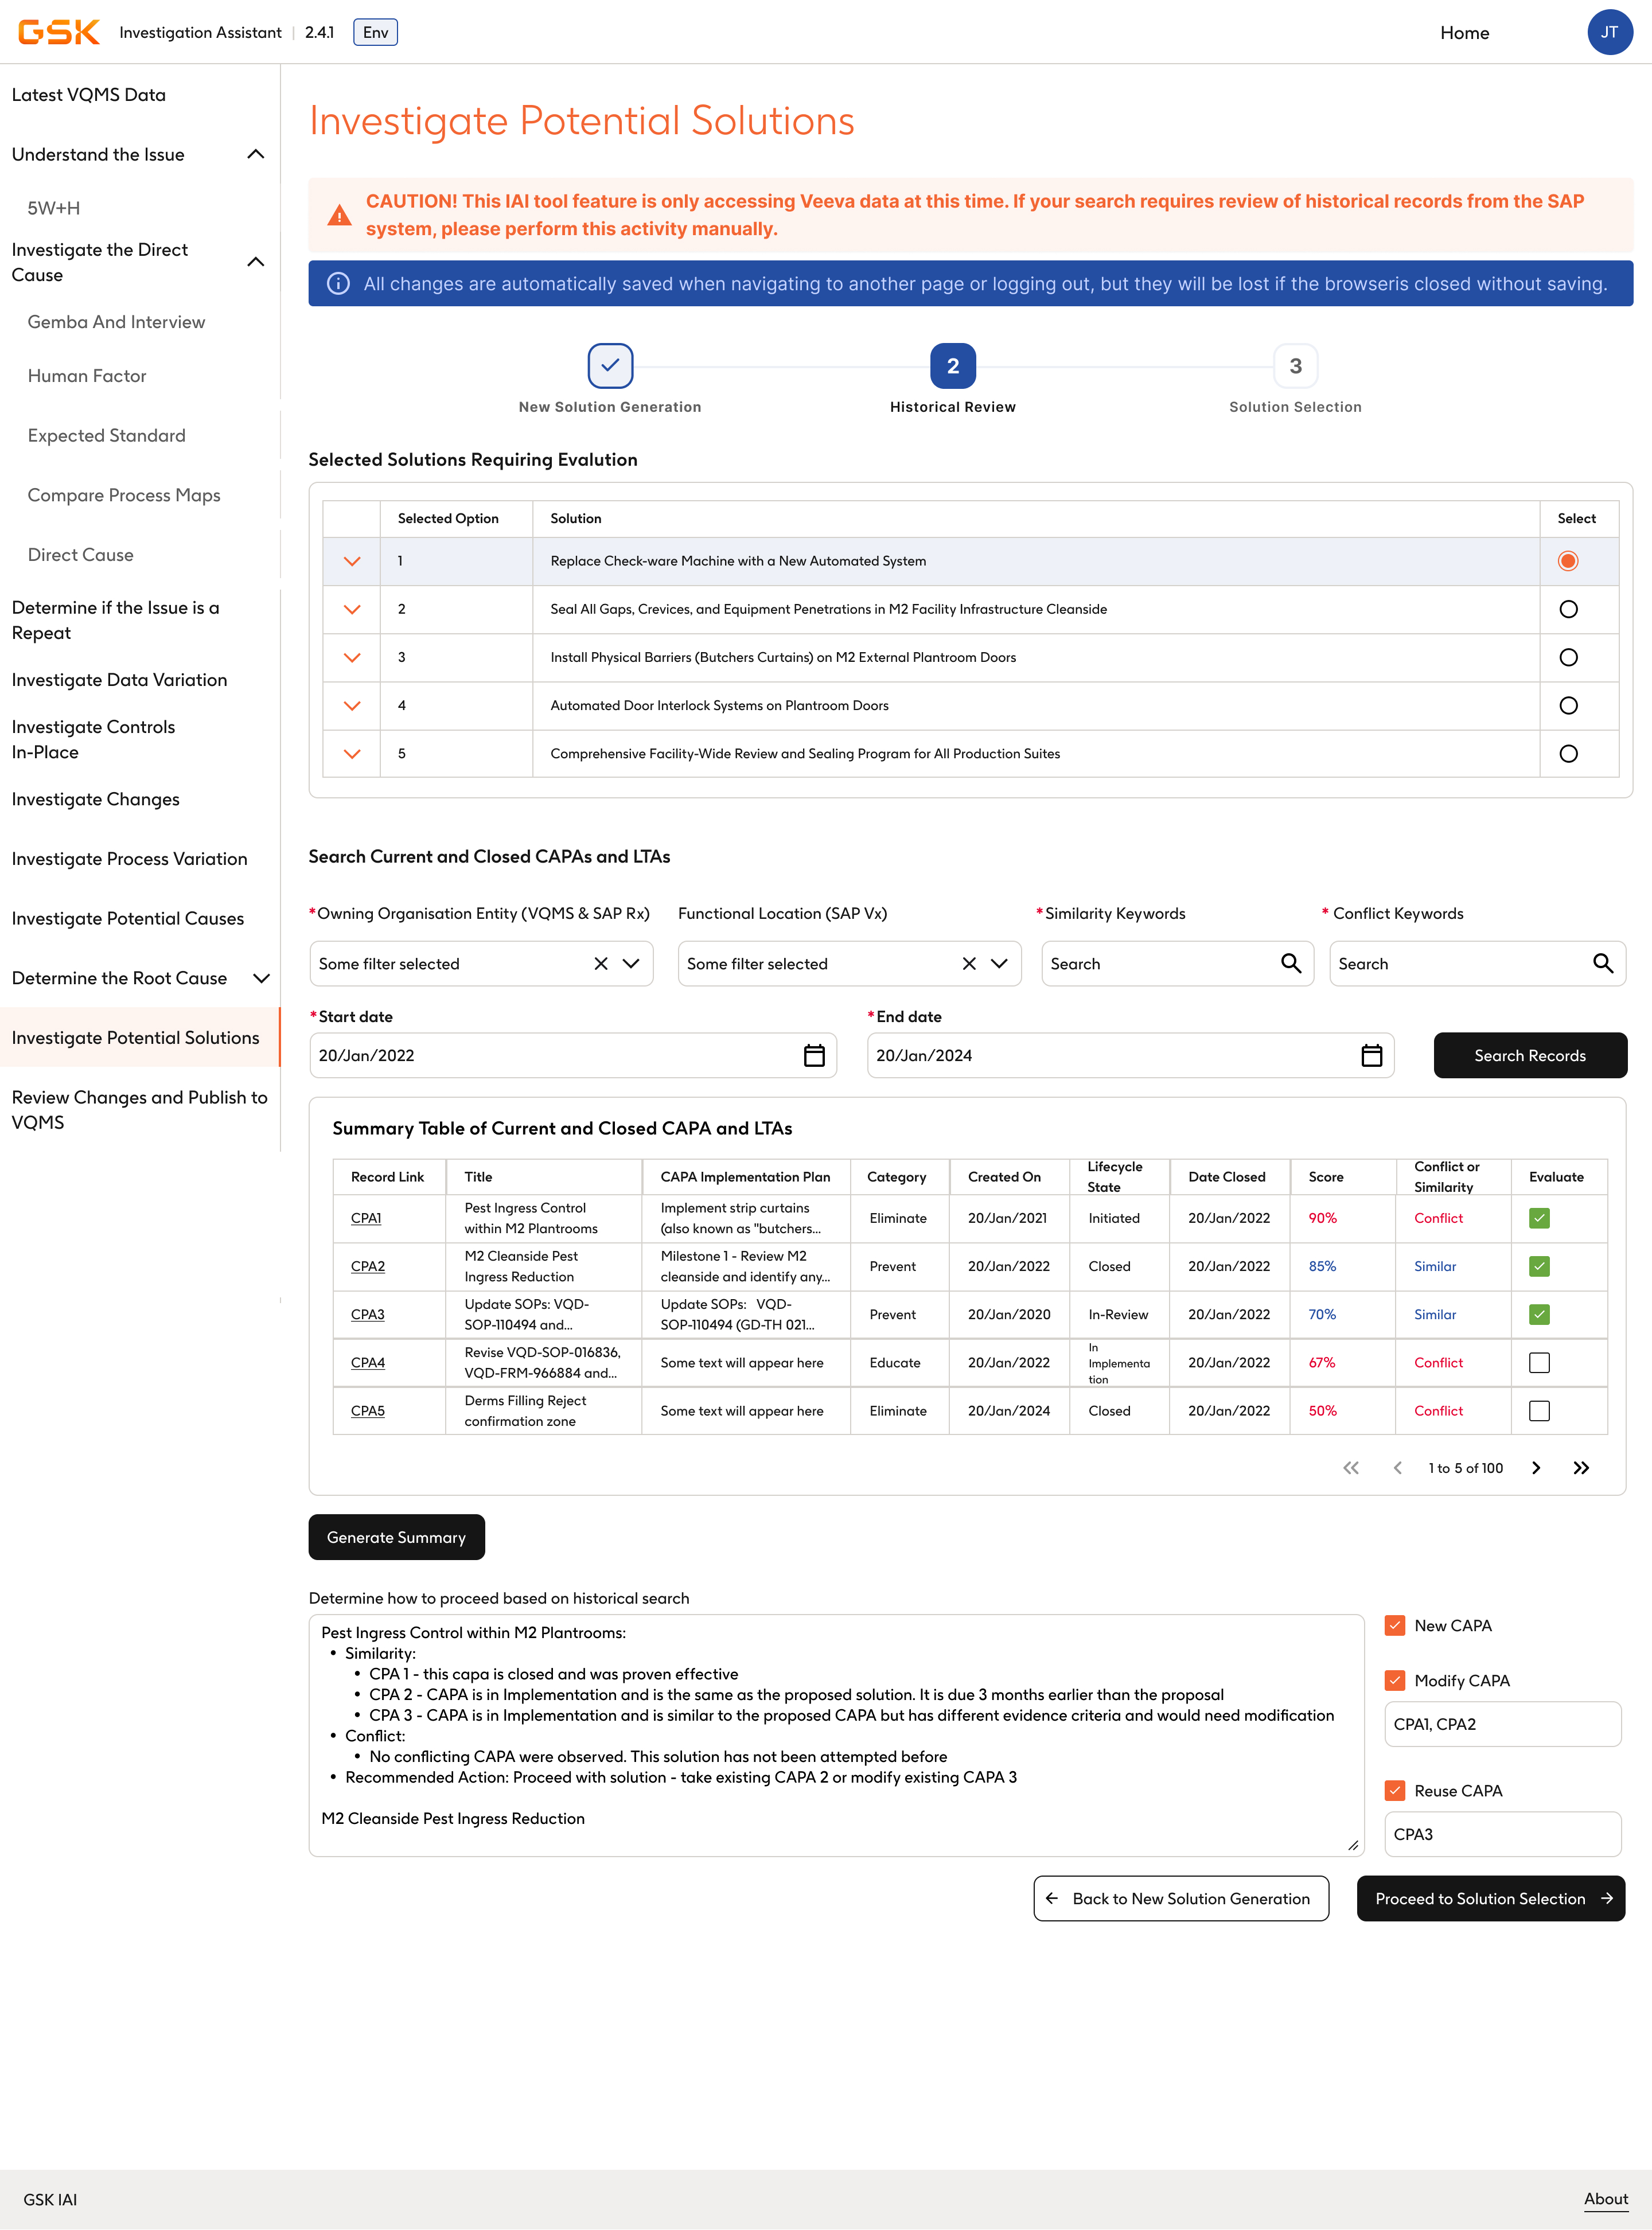 GSK Investigation Assistant | 2.4.1 Env Home JT
Latest VQMS Data
Understand the Issue
5W+H
Investigate the Direct
Cause
Gemba And Interview
Human Factor
Expected Standard
Compare Process Maps
Direct Cause
Determine if the Issue is a
Repeat
Investigate Data Variation
Investigate Controls
In-Place
Investigate Changes
Investigate Process Variation
Investigate Potential Causes
Determine the Root Cause
Investigate Potential Solutions
Review Changes and Publish to
VQMS
Investigate Potential Solutions
CAUTION! This IAI tool feature is only accessing Veeva data at this time. If your search requires review of historical records from the SAP
system, please perform this activity manually.
All changes are automatically saved when navigating to another page or logging out, but they will be lost if the browseris closed without saving.
2 3
New Solution Generation Historical Review Solution Selection
Selected Solutions Requiring Evalution
Selected Option Solution Select
1 Replace Check-ware Machine with a New Automated System
2 Seal All Gaps, Crevices, and Equipment Penetrations in M2 Facility Infrastructure Cleanside
3 Install Physical Barriers (Butchers Curtains) on M2 External Plantroom Doors
4 Automated Door Interlock Systems on Plantroom Doors
5 Comprehensive Facility-Wide Review and Sealing Program for All Production Suites
Search Current and Closed CAPAs and LTAs
*Owning Organisation Entity (VQMS & SAP Rx) Functional Location (SAP Vx) *Similarity Keywords * Conflict Keywords
Some filter selected Some filter selected Search Search
*Start date *End date
20/Jan/2022 20/Jan/2024 Search Records
Summary Table of Current and Closed CAPA and LTAs
Record Link Title CAPA Implementation Plan Category Created On Lifecycle State Date Closed Score Conflict or Similarity Evaluate
CPA1 Pest Ingress Control within M2 Plantrooms Implement strip curtains (also known as "butchers... Eliminate 20/Jan/2021 Initiated 20/Jan/2022 90% Conflict
CPA2 M2 Cleanside Pest Ingress Reduction Milestone 1 - Review M2 cleanside and identify any... Prevent 20/Jan/2022 Closed 20/Jan/2022 85% Similar
CPA3 Update SOPs: VQD-SOP-110494 and... Update SOPs: VQD-SOP-110494 (GD-TH 021... Prevent 20/Jan/2020 In-Review 20/Jan/2022 70% Similar
CPA4 Revise VQD-SOP-016836, VQD-FRM-966884 and... Some text will appear here Educate 20/Jan/2022 In Implementation 20/Jan/2022 67% Conflict
CPA5 Derms Filling Reject confirmation zone Some text will appear here Eliminate 20/Jan/2024 Closed 20/Jan/2022 50% Conflict
1 to 5 of 100
Generate Summary
Determine how to proceed based on historical search
Pest Ingress Control within M2 Plantrooms:
• Similarity:
• CPA 1 - this capa is closed and was proven effective
• CPA 2 - CAPA is in Implementation and is the same as the proposed solution. It is due 3 months earlier than the proposal
• CPA 3 - CAPA is in Implementation and is similar to the proposed CAPA but has different evidence criteria and would need modification
• Conflict:
• No conflicting CAPA were observed. This solution has not been attempted before
• Recommended Action: Proceed with solution - take existing CAPA 2 or modify existing CAPA 3
M2 Cleanside Pest Ingress Reduction
New CAPA
Modify CAPA
CPA1, CPA2
Reuse CAPA
CPA3
Back to New Solution Generation Proceed to Solution Selection
GSK IAI About